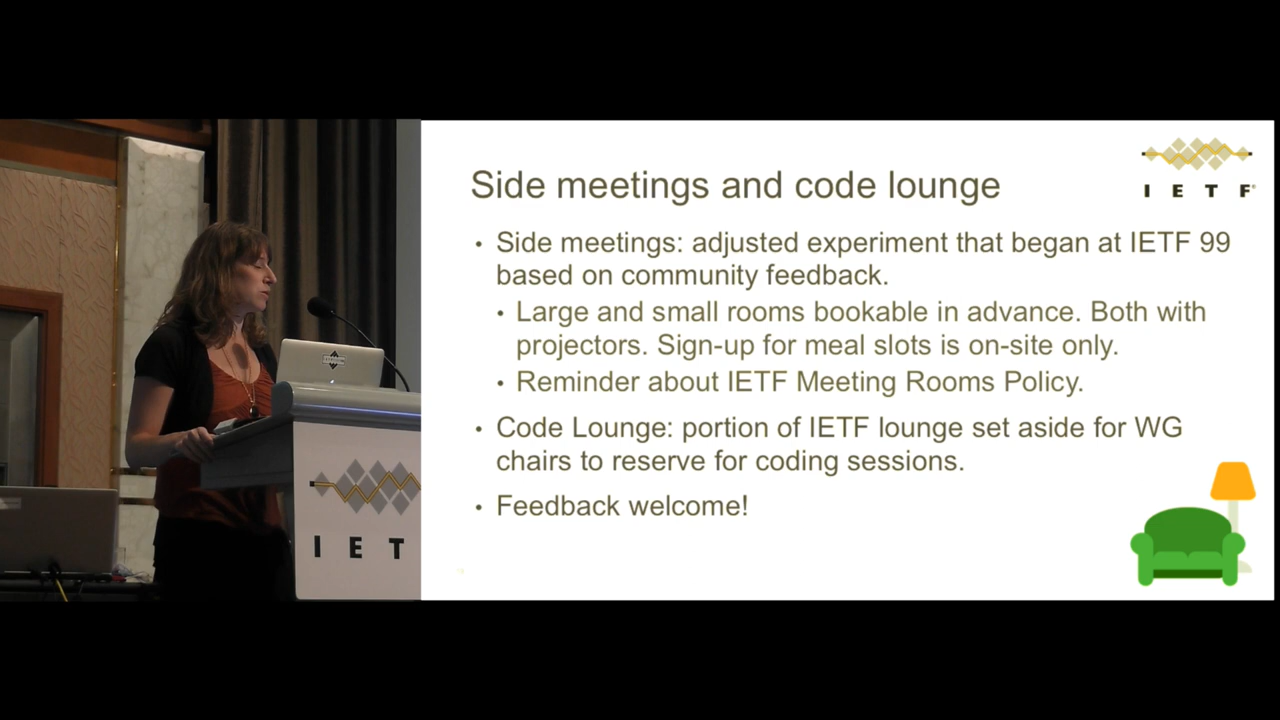 Side meetings and code lounge
IETF®
• Side meetings: adjusted experiment that began at IETF 99
based on community feedback.
• Large and small rooms bookable in advance. Both with
projectors. Sign-up for meal slots is on-site only.
• Reminder about IETF Meeting Rooms Policy.
• Code Lounge: portion of IETF lounge set aside for WG
chairs to reserve for coding sessions.
• Feedback welcome!
I E T